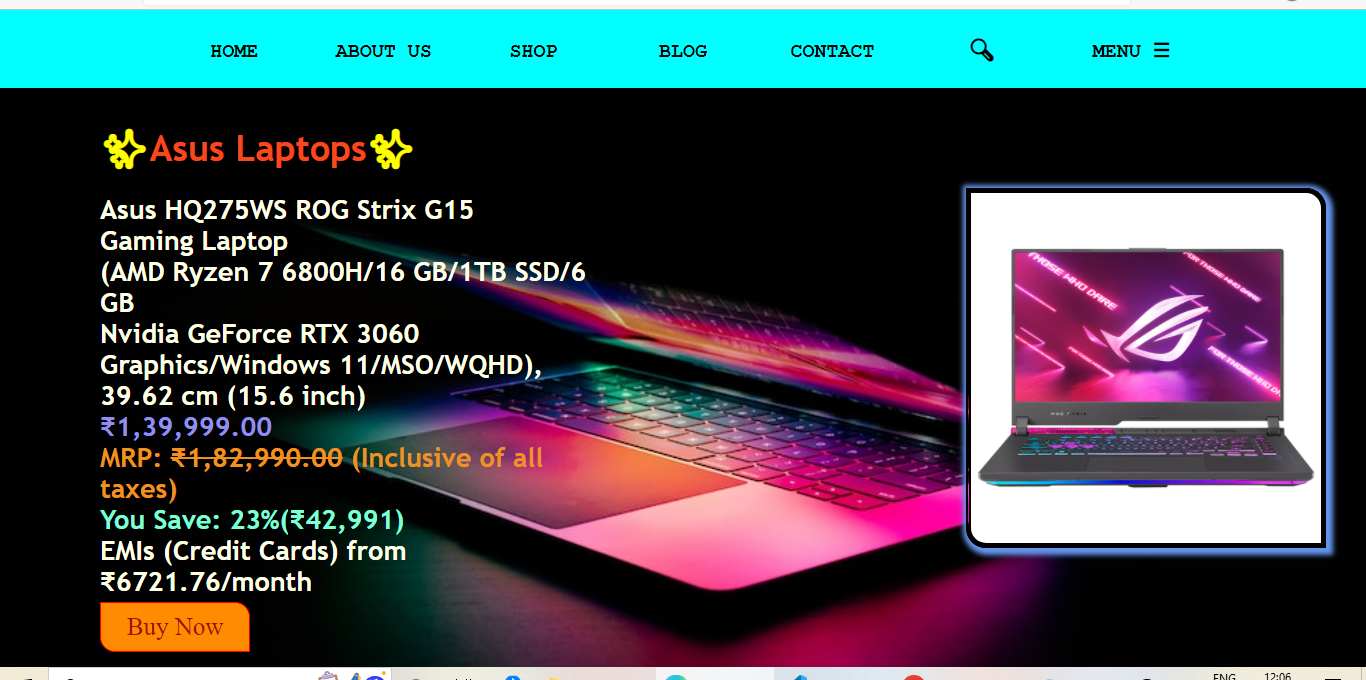 HOME ABOUT US SHOP BLOG CONTACT MENU ☰
✨Asus Laptops✨
Asus HQ275WS ROG Strix G15
Gaming Laptop
(AMD Ryzen 7 6800H/16 GB/1TB SSD/6
GB
Nvidia GeForce RTX 3060
Graphics/Windows 11/MSO/WQHD),
39.62 cm (15.6 inch)
₹1,39,999.00
MRP: ₹1,82,990.00 (Inclusive of all
taxes)
You Save: 23%(₹42,991)
EMIs (Credit Cards) from
₹6721.76/month
Buy Now
THOSE WHO DARE
FOR THOSE WHO DARE
FOR THOSE WHO DA
ENG 12:06